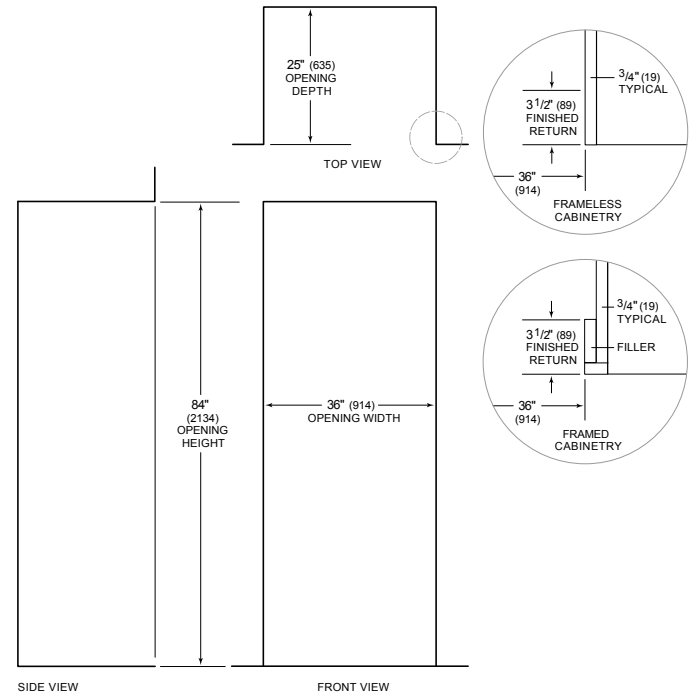 25" (635)
OPENING
DEPTH
TOP VIEW
3/4" (19)
TYPICAL
3 1/2" (89)
FINISHED
RETURN
36"
(914)
FRAMELESS
CABINETRY
3/4" (19)
TYPICAL
3 1/2" (89)
FINISHED
RETURN
FILLER
36"
(914)
FRAMED
CABINETRY
84"
(2134)
OPENING
HEIGHT
36" (914)
OPENING WIDTH
SIDE VIEW
FRONT VIEW